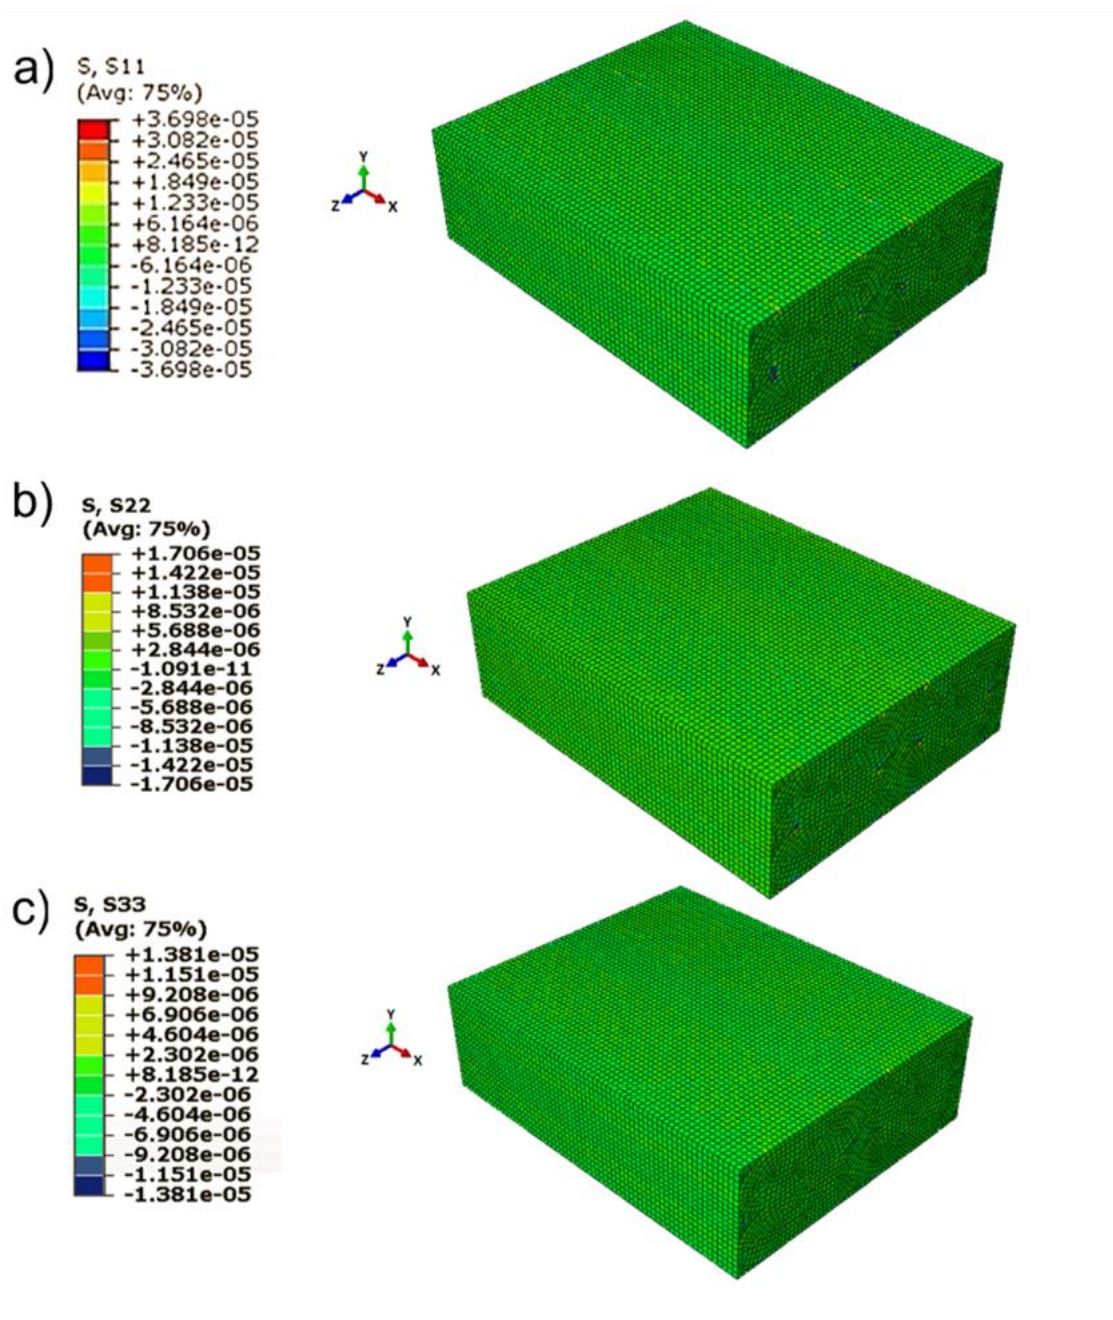 a)
S, S11
(Avg: 75%)
+3.698e-05
+3.082e-05
+2.465e-05
+1.849e-05
+1.233e-05
+6.164e-06
+8.185e-12
-6.164e-06
-1.233e-05
-1.849e-05
-2.465e-05
-3.082e-05
-3.698e-05
Y
Z
X
b)
S, S22
(Avg: 75%)
+1.706e-05
+1.422e-05
+1.138e-05
+8.532e-06
+5.688e-06
+2.844e-06
-1.091e-11
-2.844e-06
-5.688e-06
-8.532e-06
-1.138e-05
-1.422e-05
-1.706e-05
Y
Z
X
c)
S, S33
(Avg: 75%)
+1.381e-05
+1.151e-05
+9.208e-06
+6.906e-06
+4.604e-06
+2.302e-06
+8.185e-12
-2.302e-06
-4.604e-06
-6.906e-06
-9.208e-06
-1.151e-05
-1.381e-05
Y
Z
X